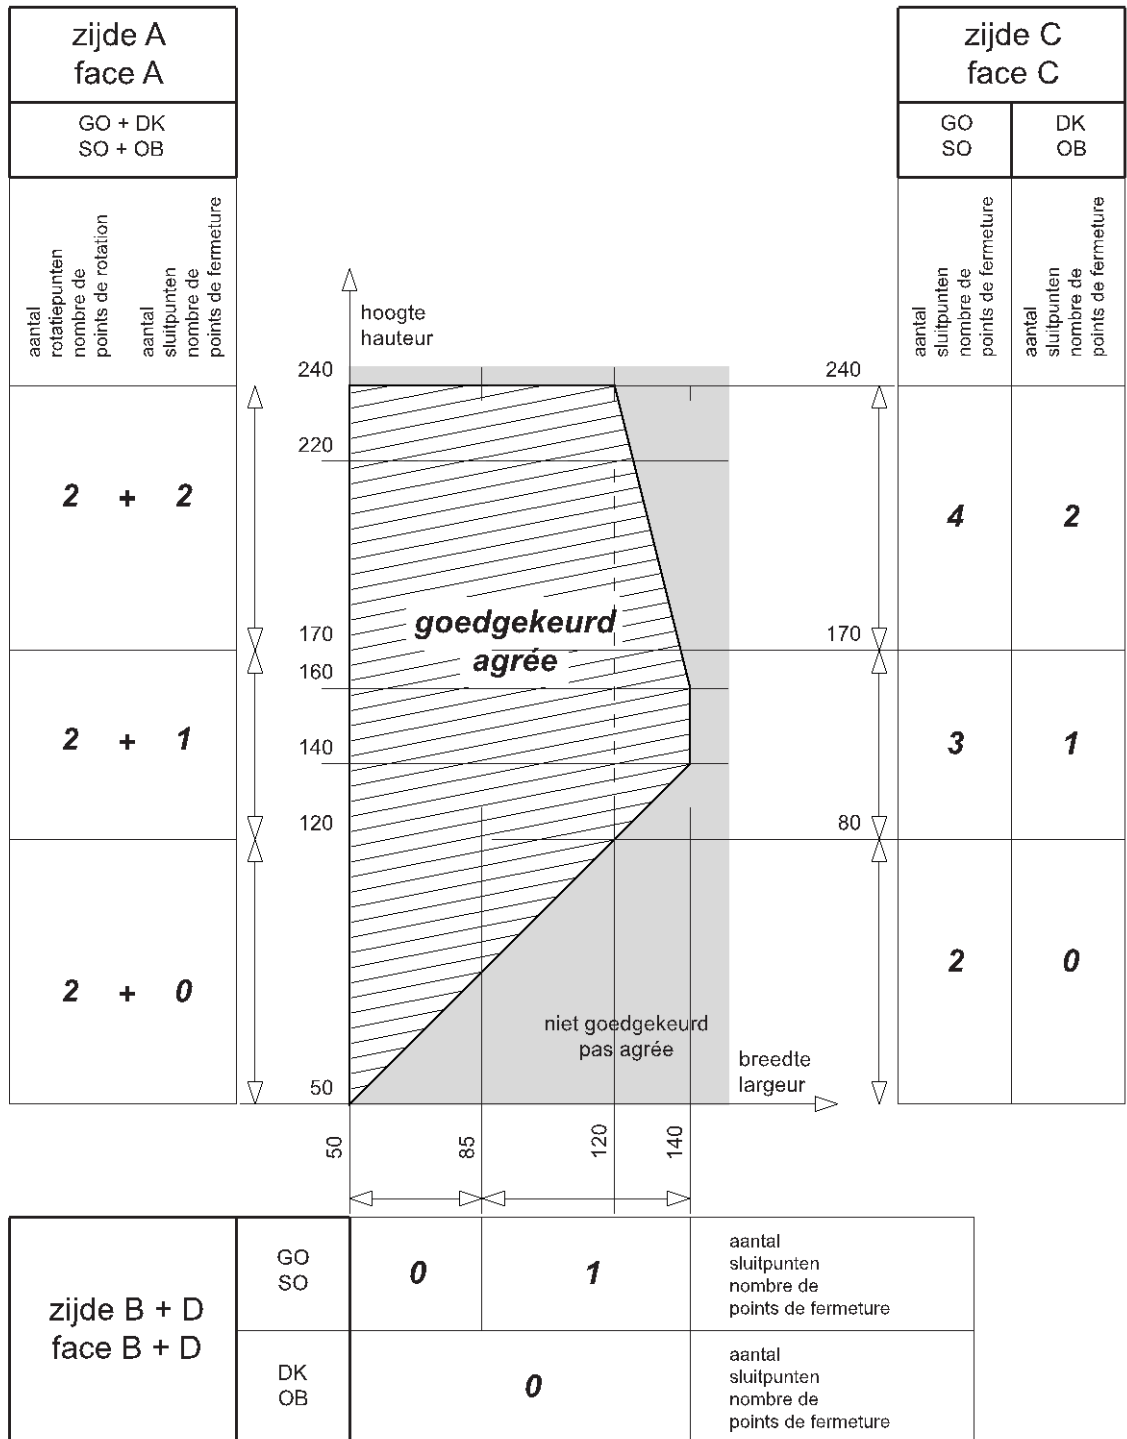 zijde A
face A
GO + DK
SO + OB
aantal
rotatiepunten
nombre de
points de rotation
aantal
sluitpunten
nombre de
points de fermeture
2 + 2
2 + 1
2 + 0
hoogte
hauteur
240
220
170
160
140
120
50
goedgekeurd
agrée
niet goedgekeurd
pas agrée
breedte
largeur
50
85
120
140
240
170
80
zijde C
face C
GO
SO
DK
OB
aantal
sluitpunten
nombre de
points de fermeture
aantal
sluitpunten
nombre de
points de fermeture
4 2
3 1
2 0
zijde B + D
face B + D
GO
SO
0 1
aantal
sluitpunten
nombre de
points de fermeture
DK
OB
0
aantal
sluitpunten
nombre de
points de fermeture